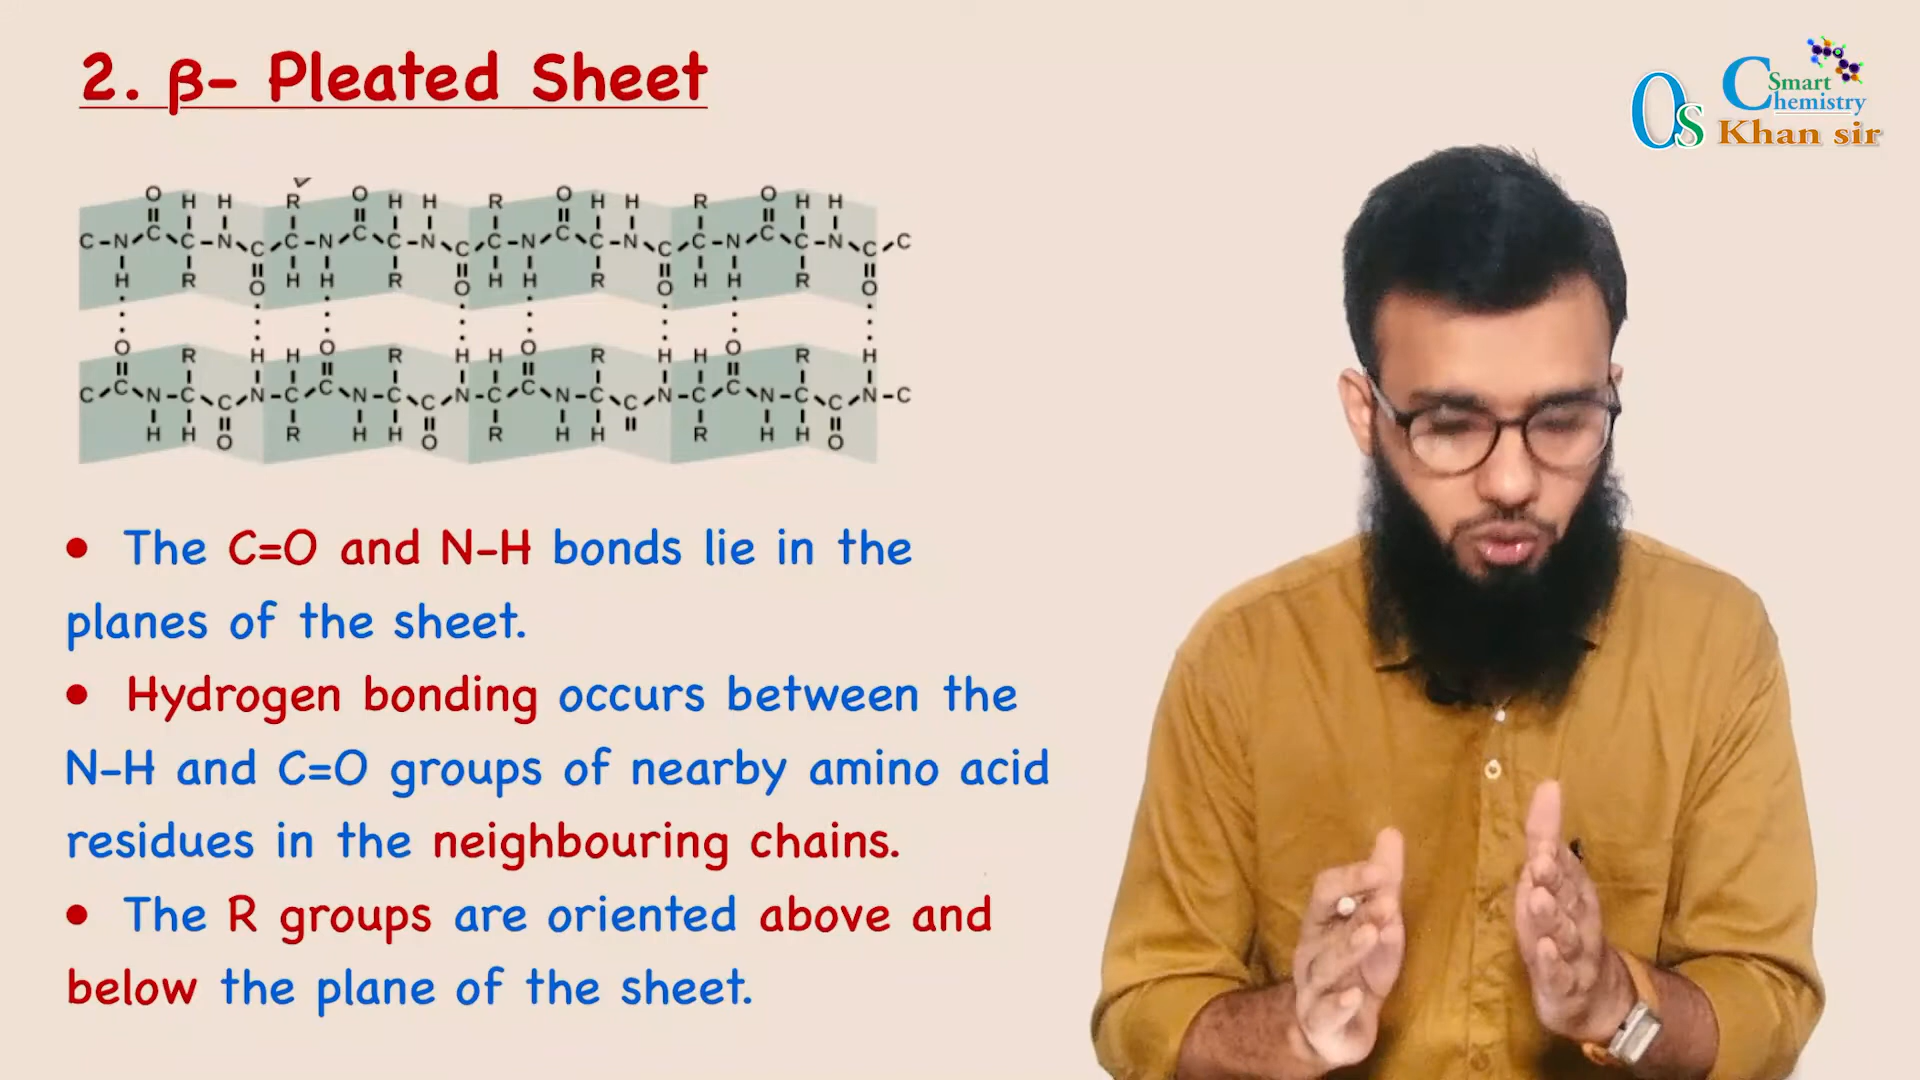 2. β- Pleated Sheet
Os Smart Chemistry
Khan sir
O H H R O H H R O H H R O H H
C-N-C-C-N-C-C-N-C-C-N-C-C-N-C-C-N-C-C-N-C-C-N-C-C
H R O H H R O H H R O H H R O
O R H H O R H H O R H H O R H
C-C-N-C-C-N-C-C-N-C-C-N-C-C-N-C-C-N-C-C-N-C-C-N-C
H H O R H H O R H H R H H O
• The C=O and N-H bonds lie in the
planes of the sheet.
• Hydrogen bonding occurs between the
N-H and C=O groups of nearby amino acid
residues in the neighbouring chains.
• The R groups are oriented above and
below the plane of the sheet.